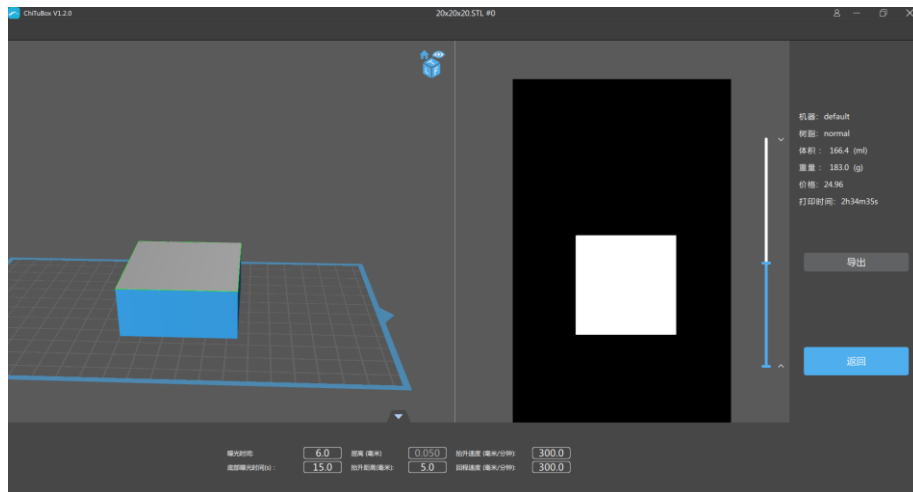 ChiTuBox V1.2.0
20x20x20.STL #0
机器: default
树脂: normal
体积 : 166.4 (ml)
重量 : 183.0 (g)
价格: 24.96
打印时间: 2h34m35s
导出
返回
曝光时间: 6.0 距离 (毫米) 0.050 抬升速度 (毫米/分钟): 300.0
底部曝光时间(s) : 15.0 抬升距离(毫米): 5.0 回程速度 (毫米/分钟): 300.0